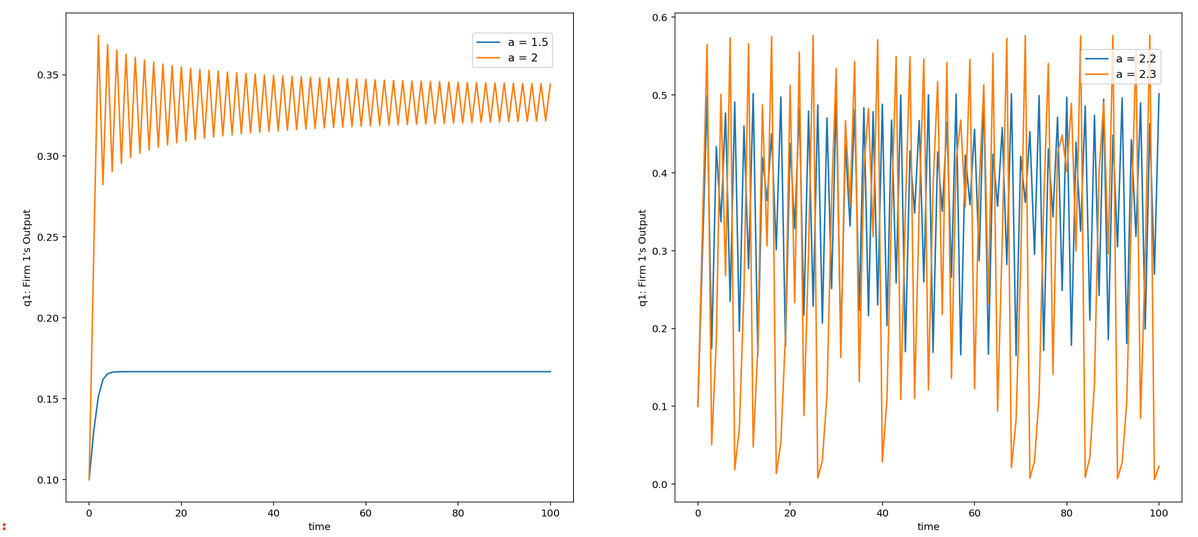 a = 1.5
a = 2
0.35
0.30
0.25
0.20
0.15
0.10
q1: Firm 1's Output
0 20 40 60 80 100
time
a = 2.2
a = 2.3
0.6
0.5
0.4
0.3
0.2
0.1
0.0
q1: Firm 1's Output
0 20 40 60 80 100
time